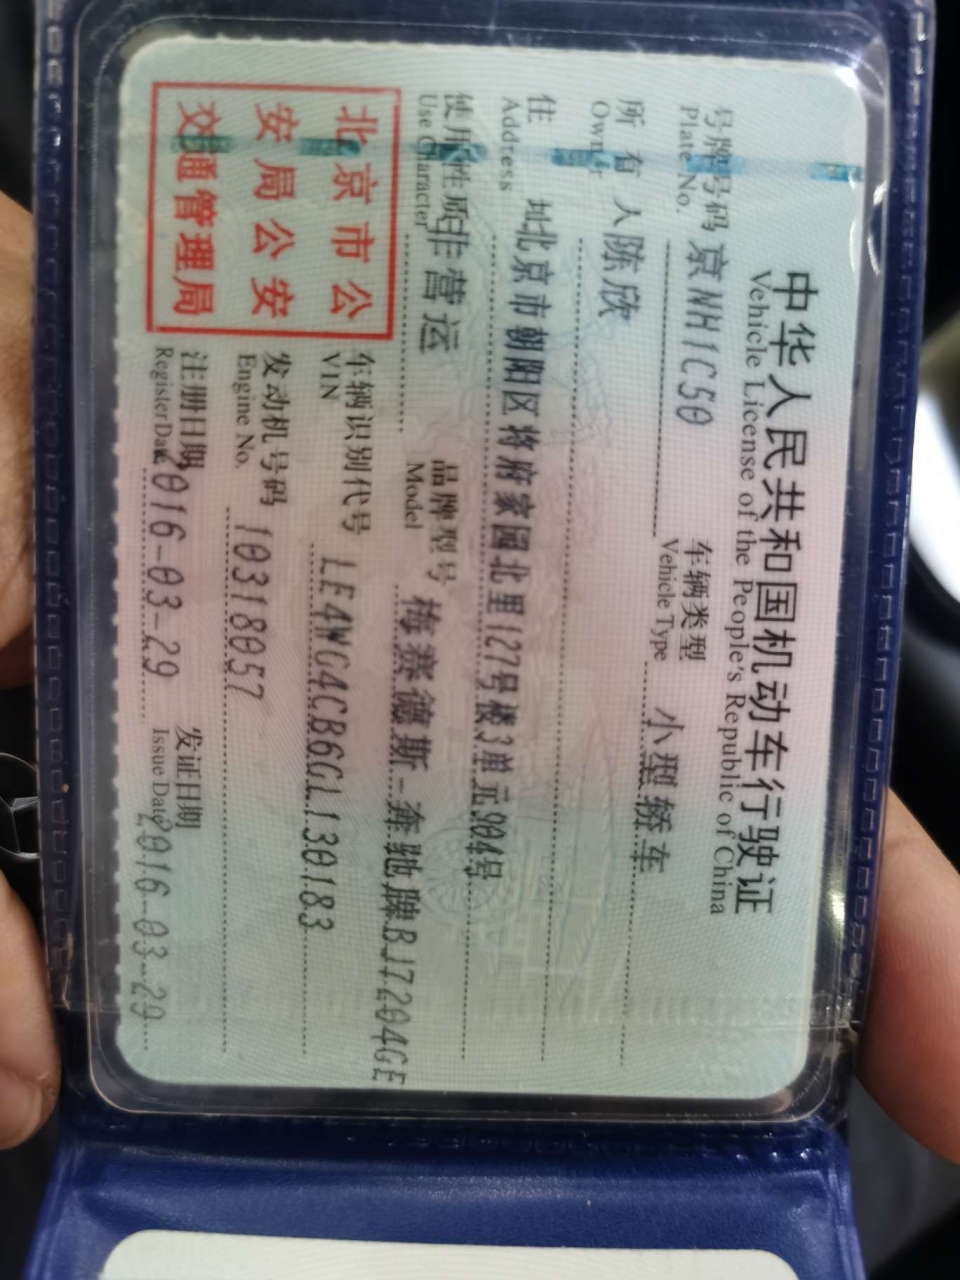 中华人民共和国机动车行驶证
Vehicle License of the People's Republic of China
号牌号码 京NH1C50 车辆类型 小型轿车
Plate No. Vehicle Type
所有人 陈欣
Owner
住址 北京市朝阳区将府家园北里127号楼3单元904号
Address
使用性质 非营运 品牌型号 梅赛德斯-奔驰牌BJ7204GE
Use Character Model
北京市公
安局公安
交通管理局
车辆识别代号 LE4WG4CB6GL130183
VIN
发动机号码 10318057
Engine No.
注册日期 2016-03-29 发证日期 2016-03-29
Register Date Issue Date